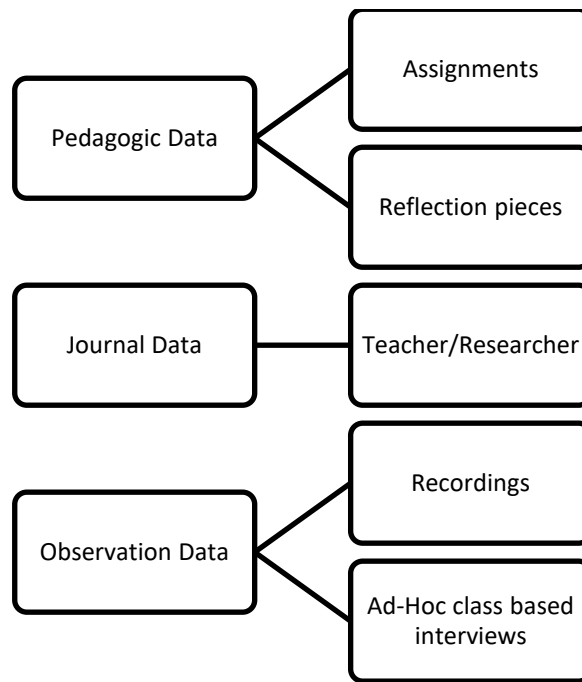 Assignments
Pedagogic Data
Reflection pieces
Journal Data
Teacher/Researcher
Recordings
Observation Data
Ad-Hoc class based
interviews